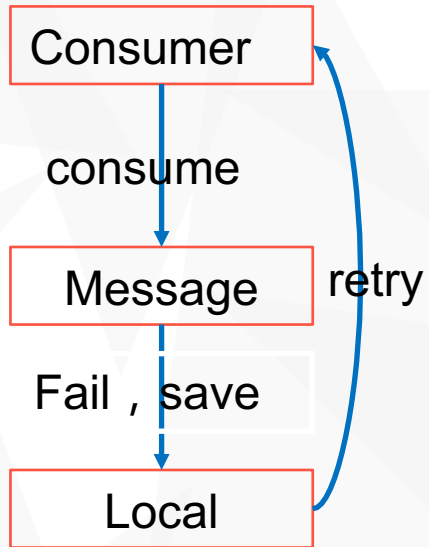 Consumer
consume
Message
retry
Fail，save
Local